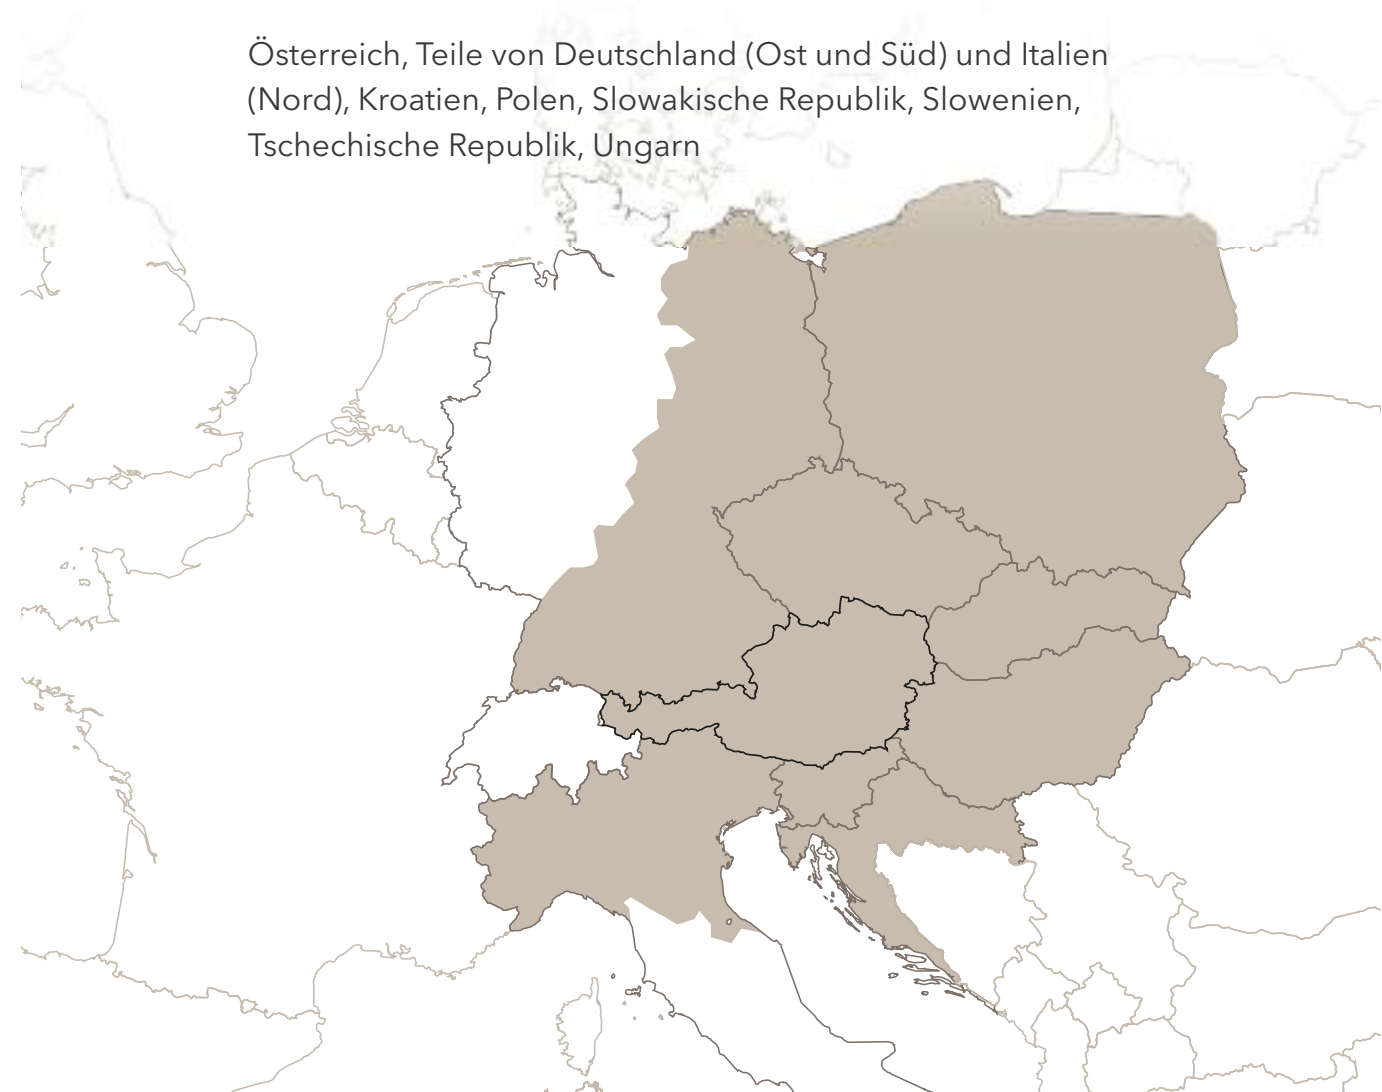 Österreich, Teile von Deutschland (Ost und Süd) und Italien
(Nord), Kroatien, Polen, Slowakische Republik, Slowenien,
Tschechische Republik, Ungarn